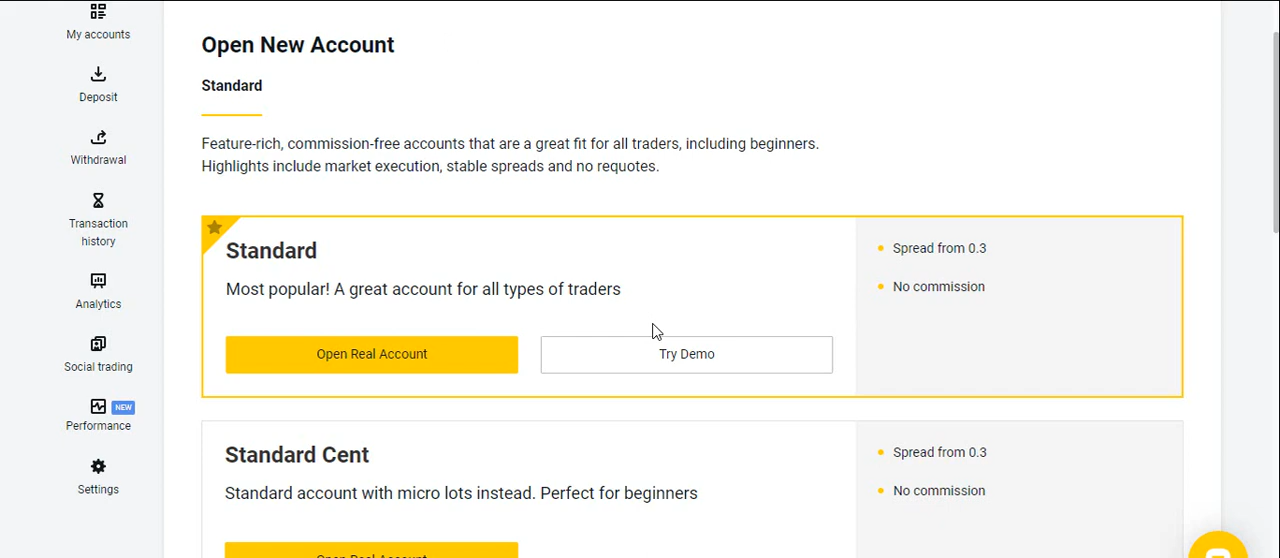 My accounts
Deposit
Withdrawal
Transaction
history
Analytics
Social trading
NEW
Performance
Settings
Open New Account
Standard
Feature-rich, commission-free accounts that are a great fit for all traders, including beginners.
Highlights include market execution, stable spreads and no requotes.
Standard
Most popular! A great account for all types of traders
Open Real Account
Try Demo
Spread from 0.3
No commission
Standard Cent
Standard account with micro lots instead. Perfect for beginners
Open Real Account
Spread from 0.3
No commission